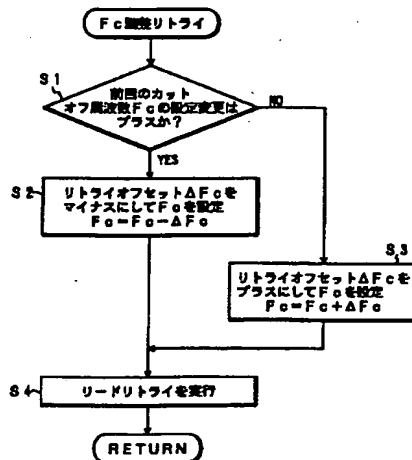 Fc調整リトライ
S1
前回のカット
オフ周波数Fcの設定変更は
プラスか?
NO
YES
S2
リトライオフセットΔFcを
マイナスにしてFcを設定
Fc=Fc-ΔFc
S3
リトライオフセットΔFcを
プラスにしてFcを設定
Fc=Fc+ΔFc
S4
リードリトライを実行
RETURN